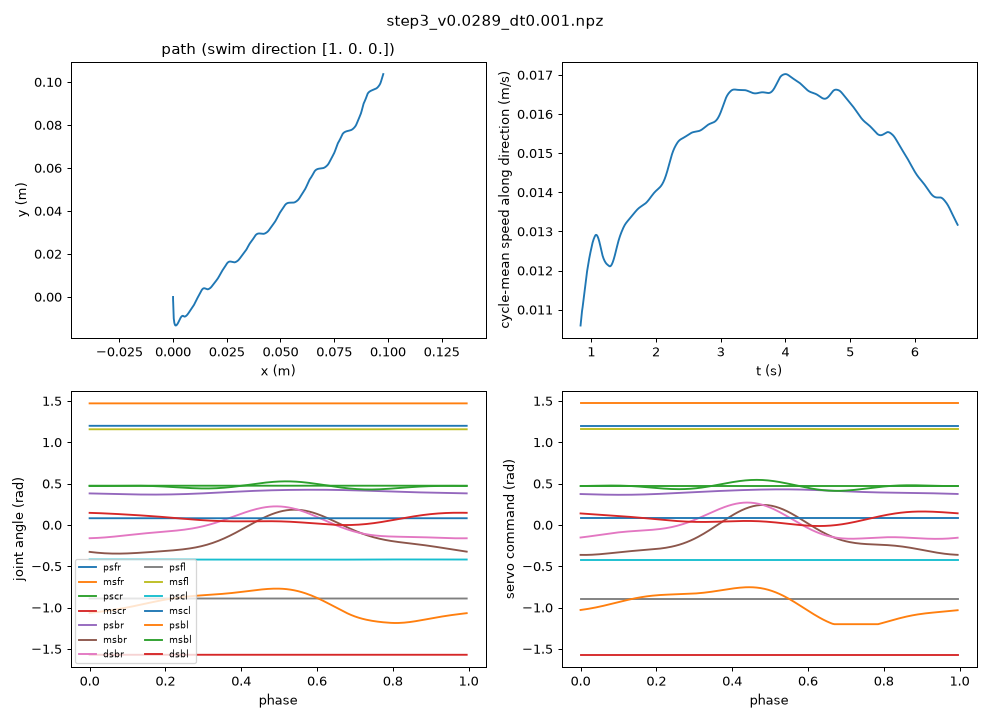 step3_v0.0289_dt0.001.npz
path (swim direction [1. 0. 0.])
y (m)
0.10
0.08
0.06
0.04
0.02
0.00
−0.025 0.000 0.025 0.050 0.075 0.100 0.125
x (m)
cycle-mean speed along direction (m/s)
0.017
0.016
0.015
0.014
0.013
0.012
0.011
1 2 3 4 5 6
t (s)
joint angle (rad)
1.5
1.0
0.5
0.0
−0.5
−1.0
−1.5
psfr psfl
msfr msfl
pscr pscl
mscr mscl
psbr psbl
msbr msbl
dsbr dsbl
0.0 0.2 0.4 0.6 0.8 1.0
phase
servo command (rad)
1.5
1.0
0.5
0.0
−0.5
−1.0
−1.5
0.0 0.2 0.4 0.6 0.8 1.0
phase